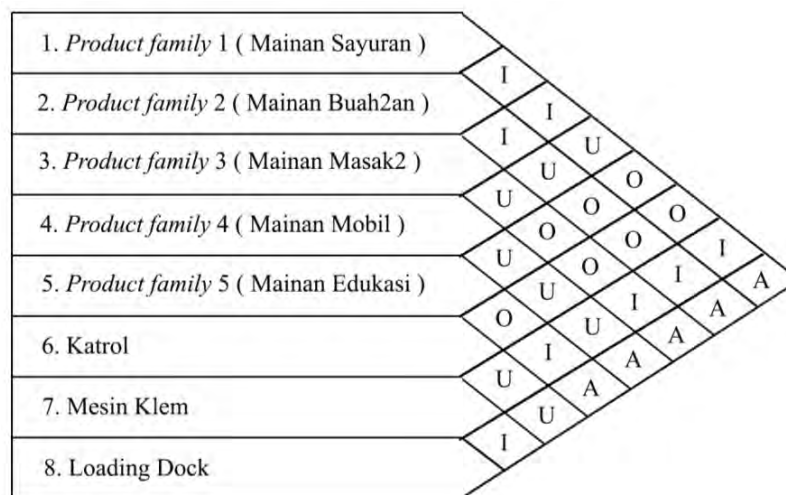 1. Product family 1 ( Mainan Sayuran )
2. Product family 2 ( Mainan Buah2an )
3. Product family 3 ( Mainan Masak2 )
4. Product family 4 ( Mainan Mobil )
5. Product family 5 ( Mainan Edukasi )
6. Katrol
7. Mesin Klem
8. Loading Dock
I I U O O I A
I U O O I A
U O O I A
U U U A
O I A
U U
I